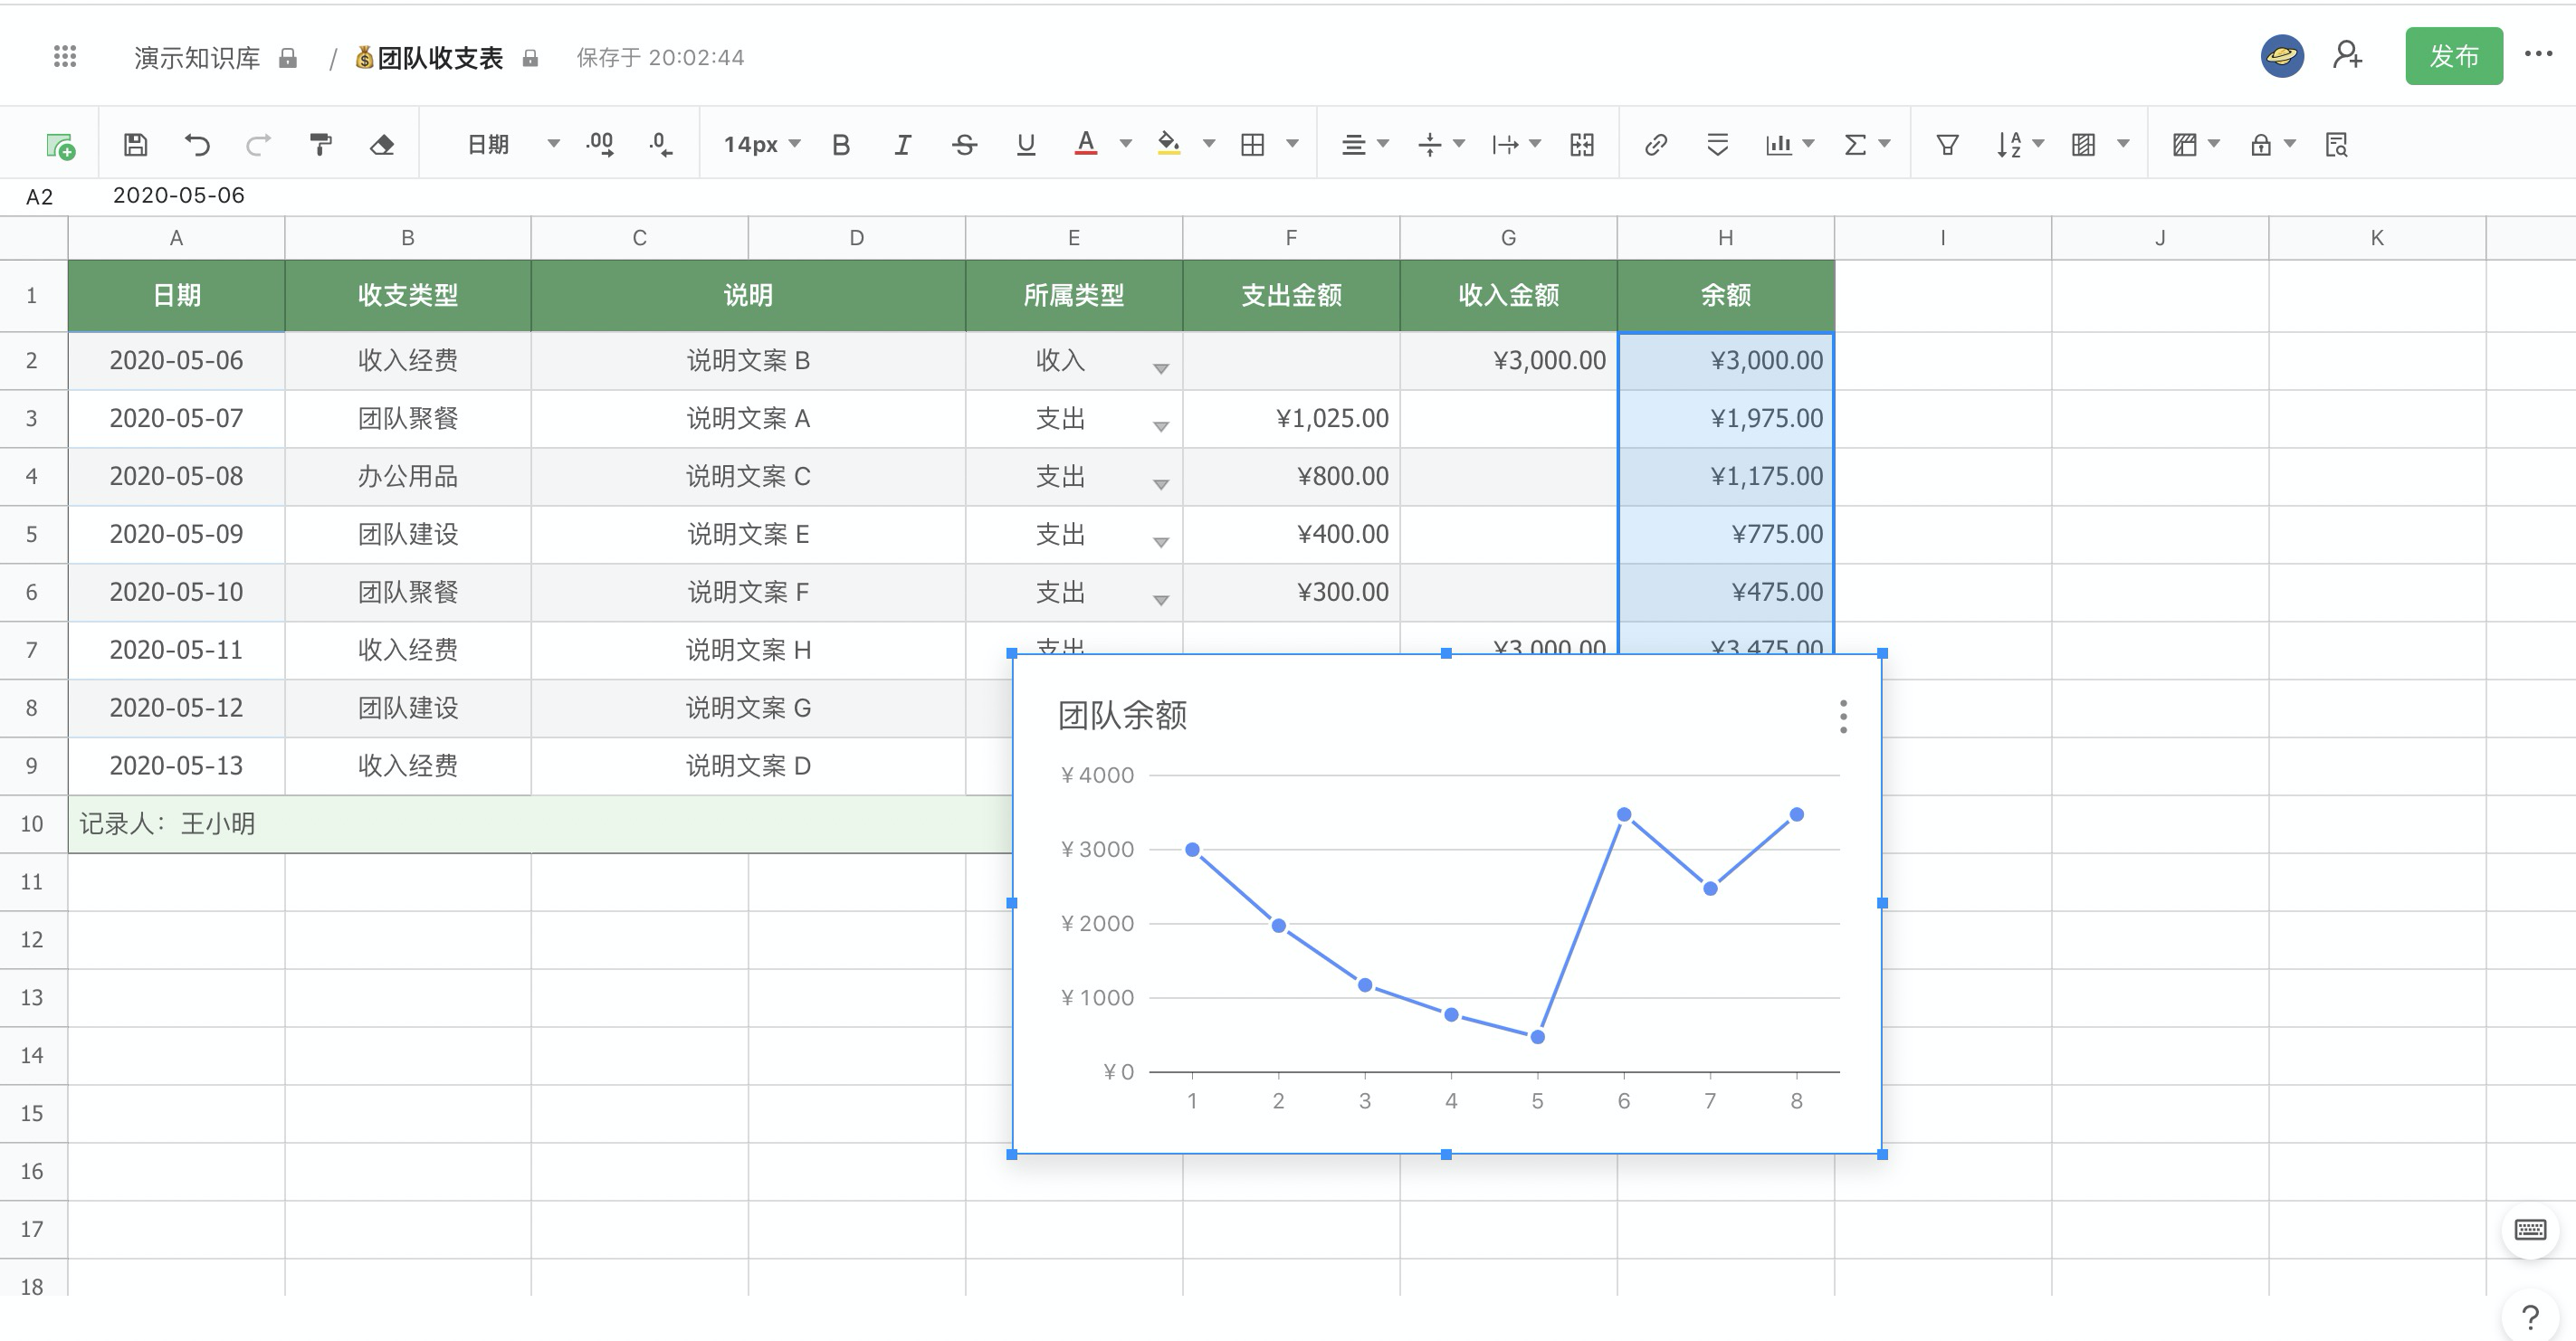 演示知识库 / 💰团队收支表 保存于 20:02:44 发布
日期 .00 .0 14px B I S U A
A2 2020-05-06
A B C D E F G H I J K
1 日期 收支类型 说明 所属类型 支出金额 收入金额 余额
2 2020-05-06 收入经费 说明文案 B 收入 ¥3,000.00 ¥3,000.00
3 2020-05-07 团队聚餐 说明文案 A 支出 ¥1,025.00 ¥1,975.00
4 2020-05-08 办公用品 说明文案 C 支出 ¥800.00 ¥1,175.00
5 2020-05-09 团队建设 说明文案 E 支出 ¥400.00 ¥775.00
6 2020-05-10 团队聚餐 说明文案 F 支出 ¥300.00 ¥475.00
7 2020-05-11 收入经费 说明文案 H 支出 ¥3,000.00 ¥3,475.00
8 2020-05-12 团队建设 说明文案 G
9 2020-05-13 收入经费 说明文案 D
10 记录人：王小明
11
12
13
14
15
16
17
18
团队余额
¥4000
¥3000
¥2000
¥1000
¥0
1 2 3 4 5 6 7 8
?